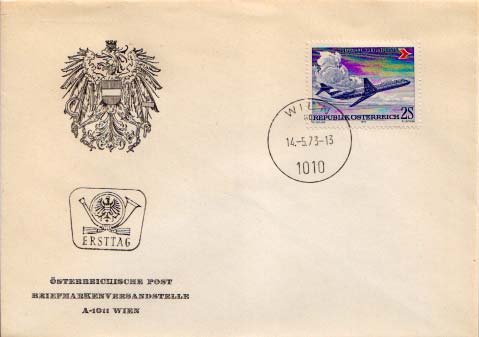 WIEN
14.-5.73-13
1010
REPUBLIK ÖSTERREICH 2S
ERSTTAG
ÖSTERREICHISCHE POST
BRIEFMARKENVERSANDSTELLE
A-1011 WIEN